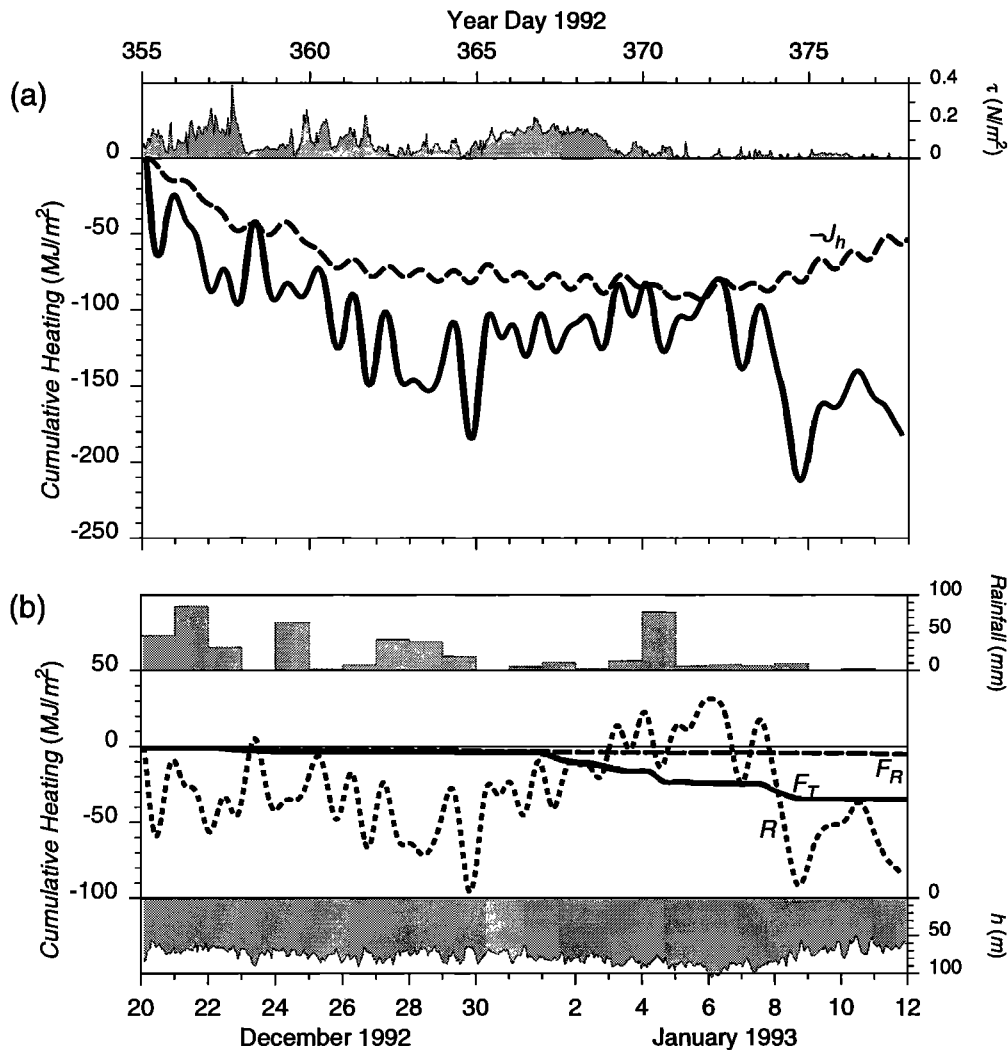 Year Day 1992
355 360 365 370 375
(a)
0.4
0.2
0
τ (N/m²)
0
-50
-100
-150
-200
-250
Cumulative Heating (MJ/m²)
–J_h
(b)
100
50
0
Rainfall (mm)
50
0
-50
-100
Cumulative Heating (MJ/m²)
F_R
F_T
R
0
50
100
h (m)
20 22 24 26 28 30 2 4 6 8 10 12
December 1992 January 1993